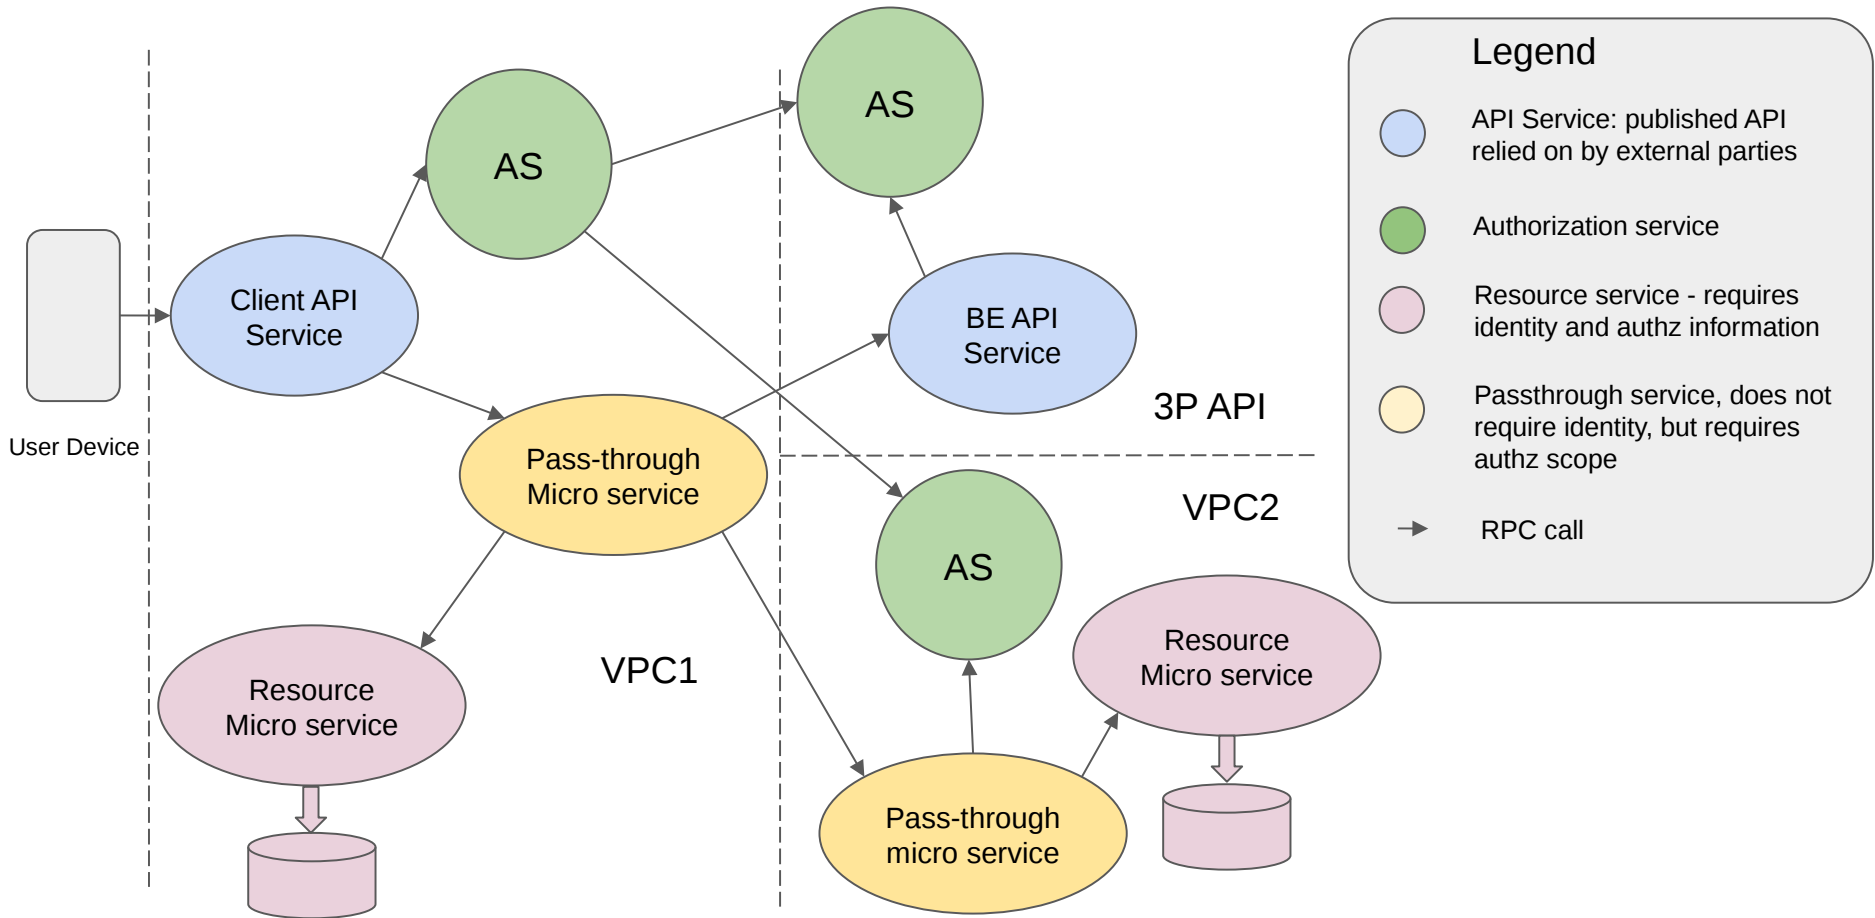 AS
AS
Client API
Service
User Device
BE API
Service
3P API
Pass-through
Micro service
VPC2
AS
Resource
Micro service
VPC1
Resource
Micro service
Pass-through
micro service
Legend
API Service: published API
relied on by external parties
Authorization service
Resource service - requires
identity and authz information
Passthrough service, does not
require identity, but requires
authz scope
RPC call